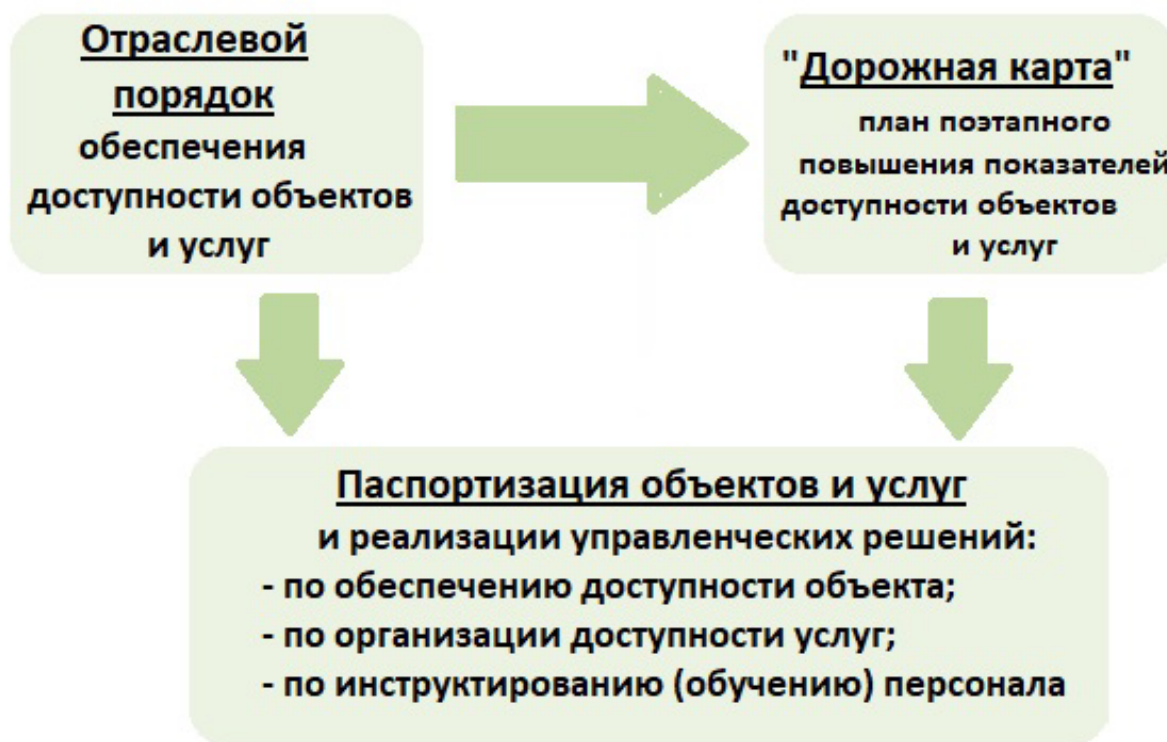 Отраслевой
порядок
обеспечения
доступности объектов
и услуг
"Дорожная карта"
план поэтапного
повышения показателей
доступности объектов
и услуг
Паспортизация объектов и услуг
и реализации управленческих решений:
- по обеспечению доступности объекта;
- по организации доступности услуг;
- по инструктированию (обучению) персонала